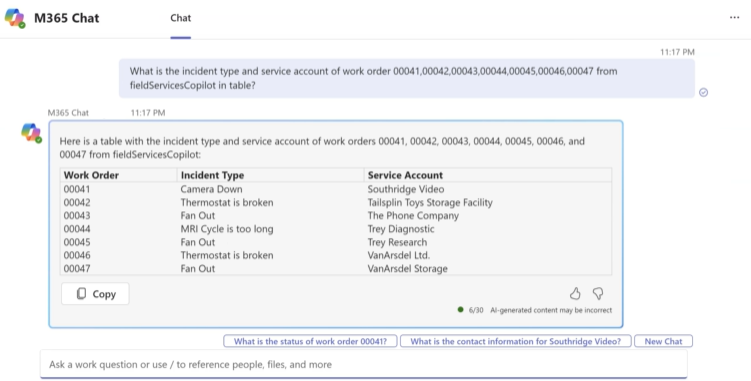 M365 Chat
Chat
...
11:17 PM
What is the incident type and service account of work order 00041,00042,00043,00044,00045,00046,00047 from
fieldServicesCopilot in table?
M365 Chat 11:17 PM
Here is a table with the incident type and service account of work orders 00041, 00042, 00043, 00044, 00045, 00046, and
00047 from fieldServicesCopilot:
Work Order Incident Type Service Account
00041 Camera Down Southridge Video
00042 Thermostat is broken Tailsplin Toys Storage Facility
00043 Fan Out The Phone Company
00044 MRI Cycle is too long Trey Diagnostic
00045 Fan Out Trey Research
00046 Thermostat is broken VanArsdel Ltd.
00047 Fan Out VanArsdel Storage
Copy
6/30 AI-generated content may be incorrect
What is the status of work order 00041? What is the contact information for Southridge Video? New Chat
Ask a work question or use / to reference people, files, and more